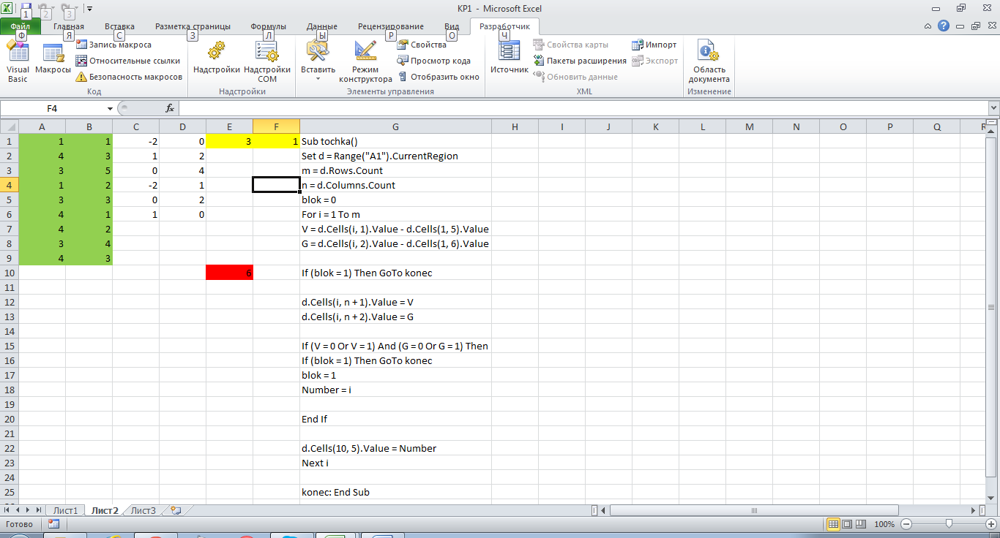 1 2 3
KP1 - Microsoft Excel
Файл Главная Вставка Разметка страницы Формулы Данные Рецензирование Вид Разработчик
Ф Я С З Л Ы Р О Ч
Visual Basic
Макросы
Запись макроса
Относительные ссылки
Безопасность макросов
Код
Надстройки
Надстройки COM
Надстройки
Вставить
Режим конструктора
Свойства
Просмотр кода
Отобразить окно
Элементы управления
Источник
Свойства карты
Пакеты расширения
Обновить данные
Импорт
Экспорт
XML
Область документа
Изменение
F4 fx
A B C D E F G H I J K L M N O P Q R
1 1 1 -2 0 3 1 Sub tochka()
2 4 3 1 2 Set d = Range("A1").CurrentRegion
3 3 5 0 4 m = d.Rows.Count
4 1 2 -2 1 n = d.Columns.Count
5 3 3 0 2 blok = 0
6 4 1 1 0 For i = 1 To m
7 4 2 V = d.Cells(i, 1).Value - d.Cells(1, 5).Value
8 3 4 G = d.Cells(i, 2).Value - d.Cells(1, 6).Value
9 4 3
10 6 If (blok = 1) Then GoTo konec
11
12 d.Cells(i, n + 1).Value = V
13 d.Cells(i, n + 2).Value = G
14
15 If (V = 0 Or V = 1) And (G = 0 Or G = 1) Then
16 If (blok = 1) Then GoTo konec
17 blok = 1
18 Number = i
19
20 End If
21
22 d.Cells(10, 5).Value = Number
23 Next i
24
25 konec: End Sub
Лист1 Лист2 Лист3
Готово 100%